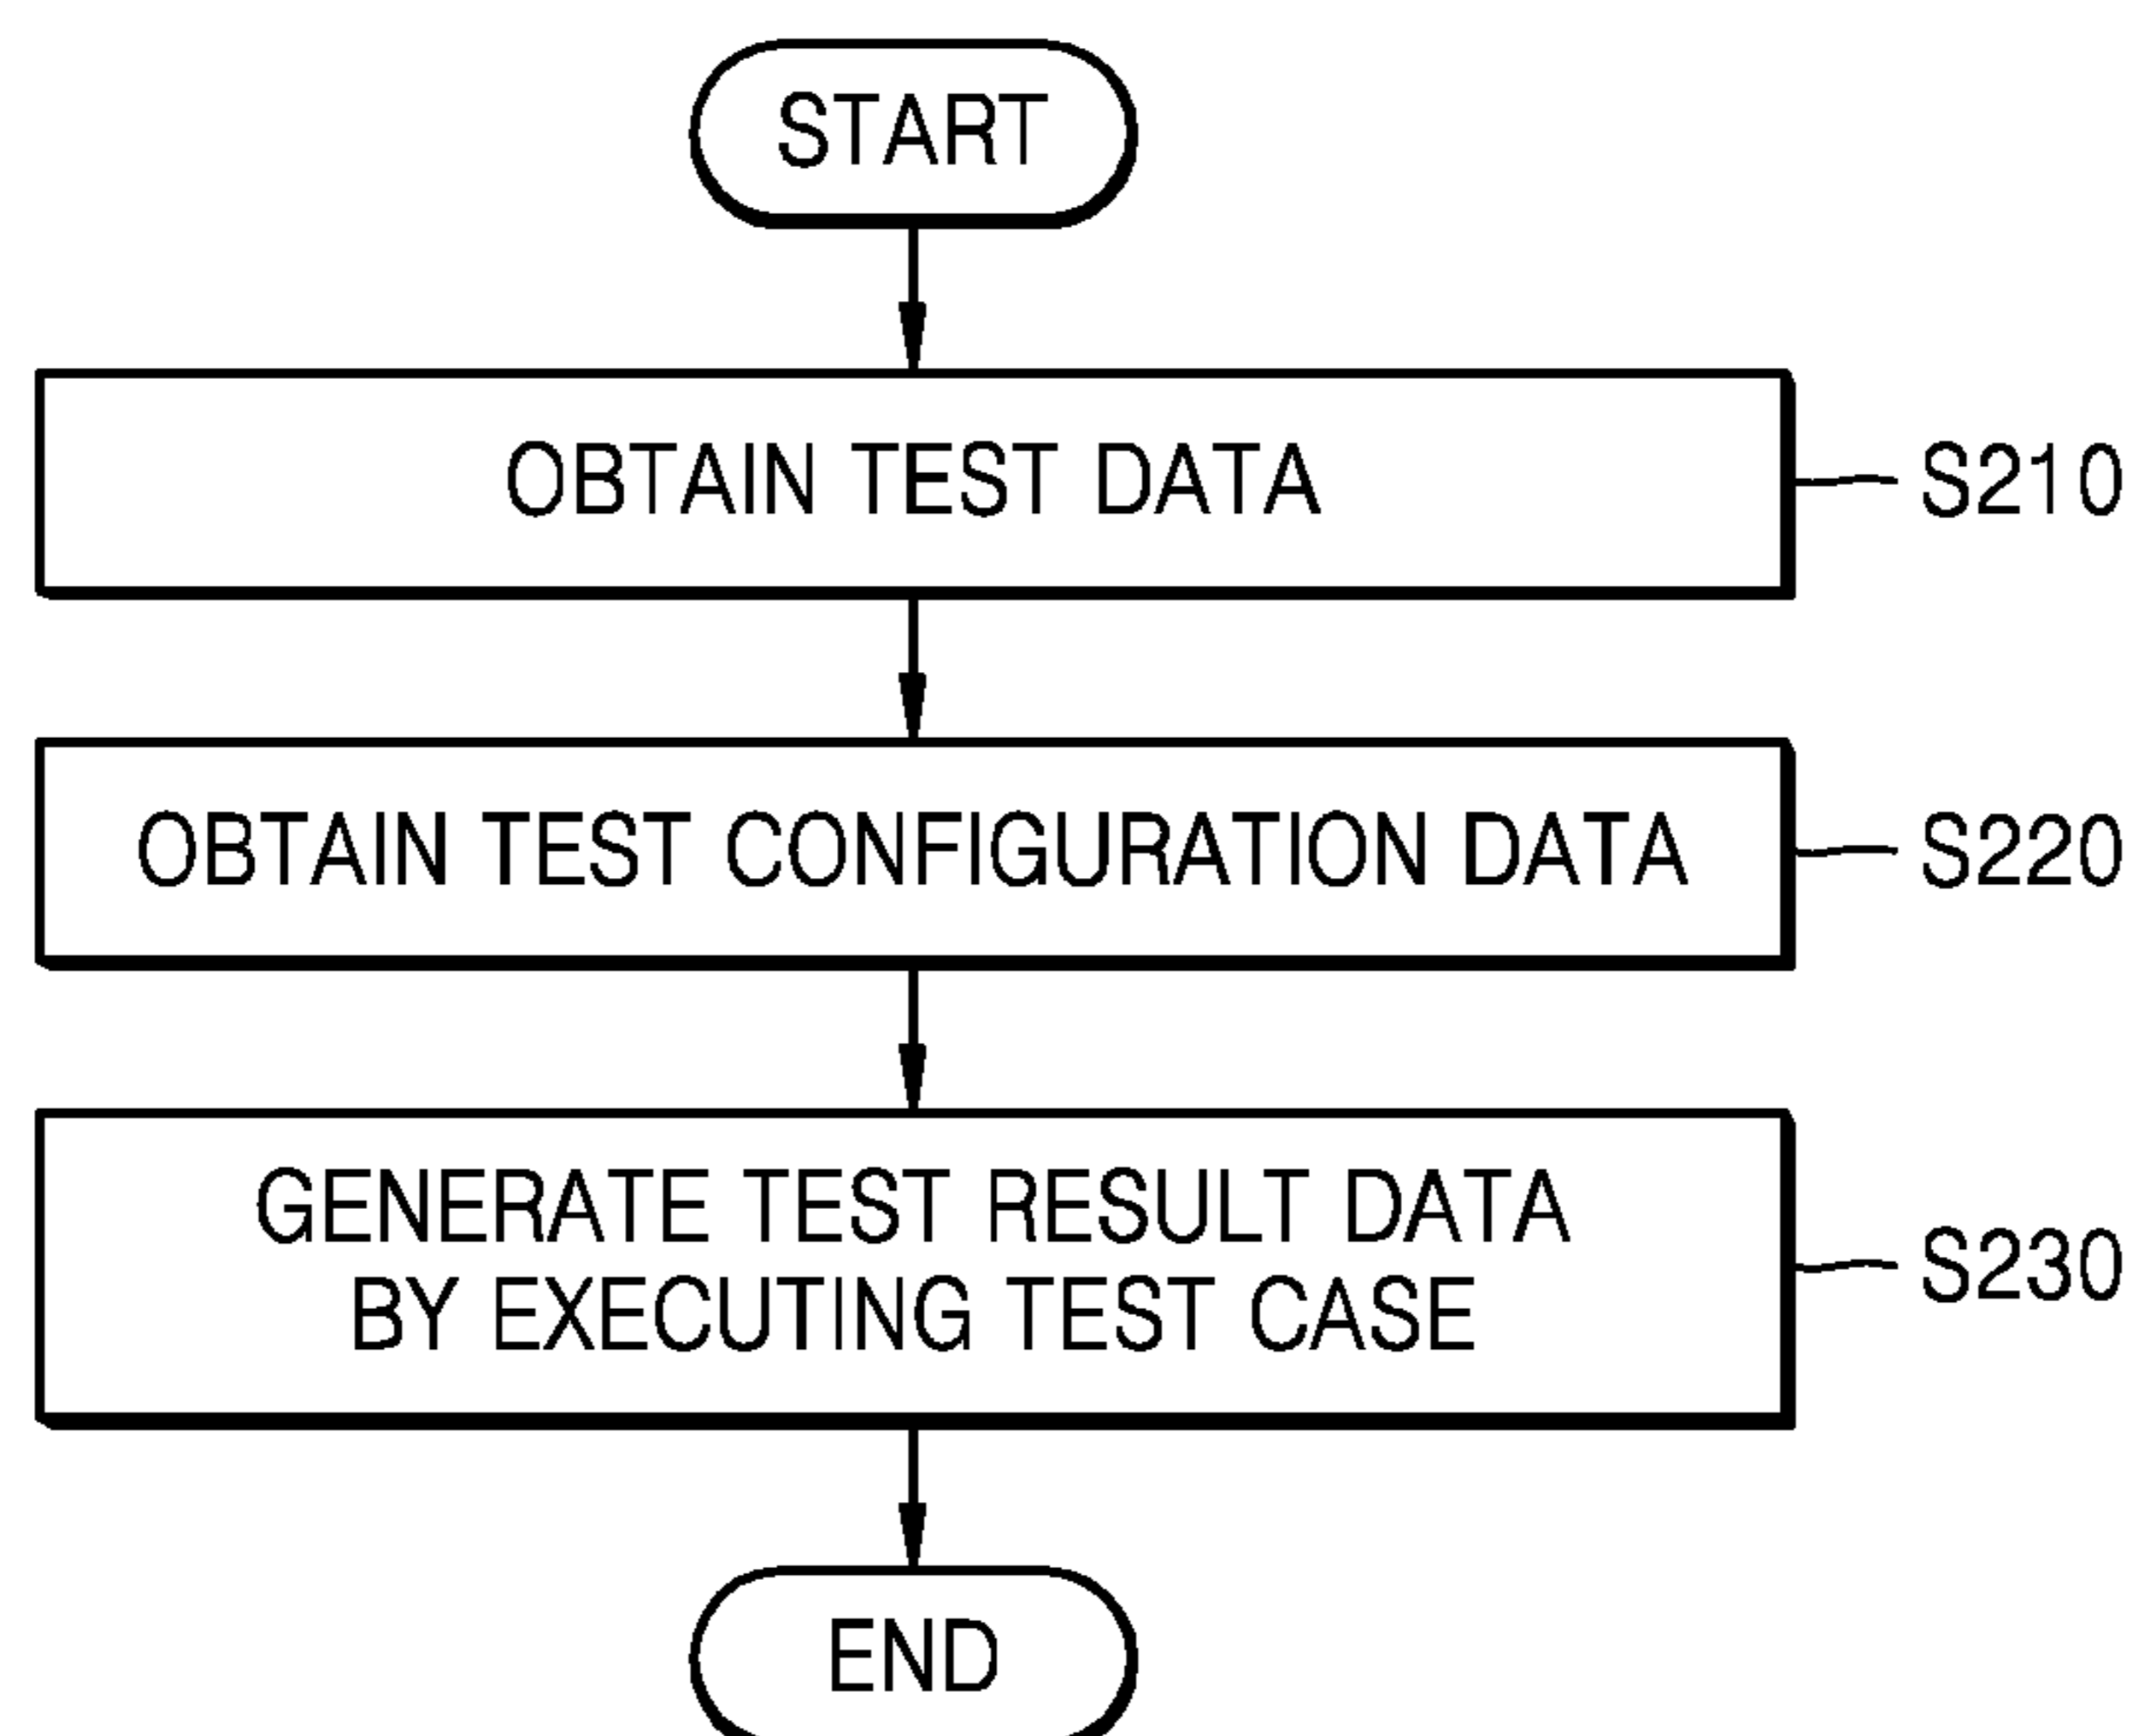 START
OBTAIN TEST DATA
S210
OBTAIN TEST CONFIGURATION DATA
S220
GENERATE TEST RESULT DATA
BY EXECUTING TEST CASE
S230
END